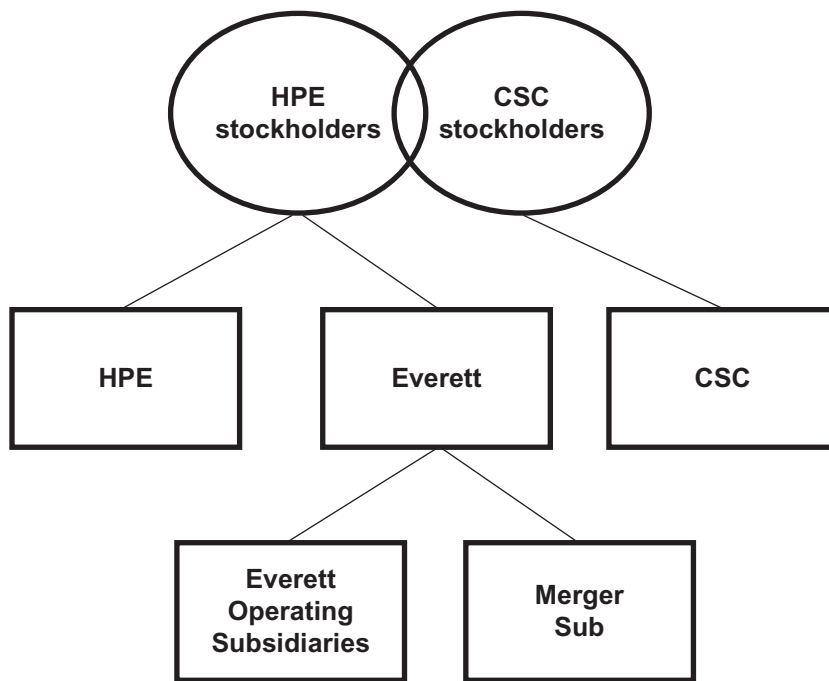 HPE
stockholders
CSC
stockholders
HPE
Everett
CSC
Everett
Operating
Subsidiaries
Merger
Sub